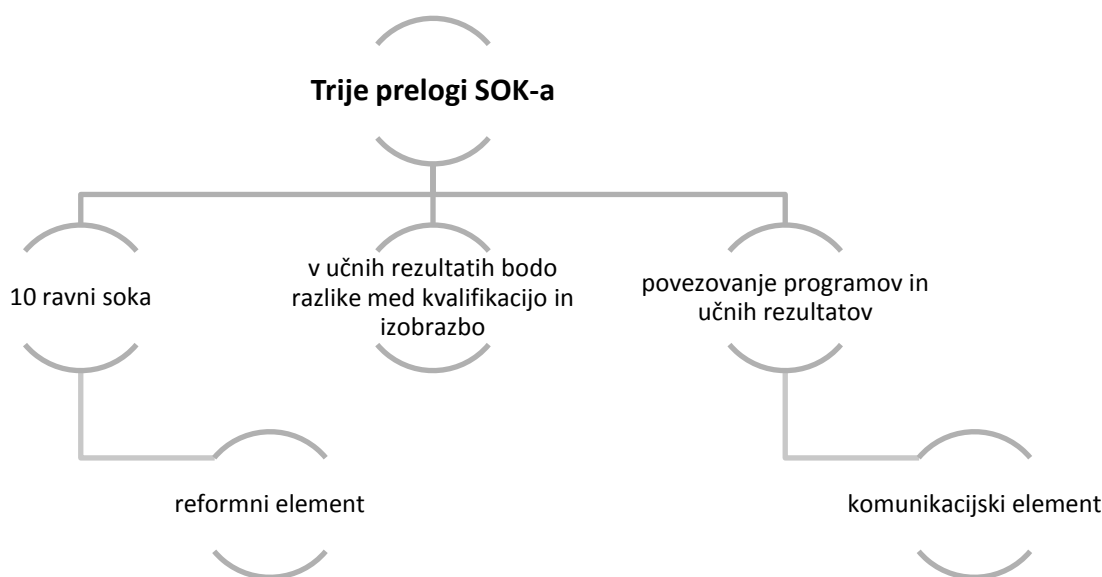 Trije prelogi SOK-a
10 ravni soka
v učnih rezultatih bodo
razlike med kvalifikacijo in
izobrazbo
povezovanje programov in
učnih rezultatov
reformni element
komunikacijski element